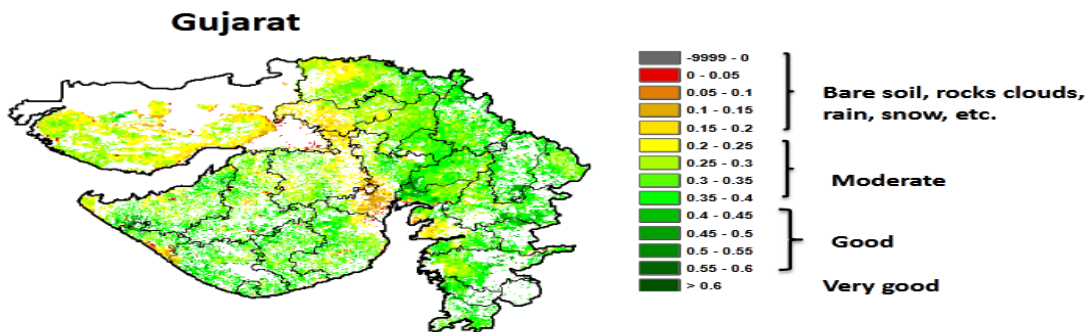 Gujarat
-9999 - 0
0 - 0.05
0.05 - 0.1
0.1 - 0.15
0.15 - 0.2
0.2 - 0.25
0.25 - 0.3
0.3 - 0.35
0.35 - 0.4
0.4 - 0.45
0.45 - 0.5
0.5 - 0.55
0.55 - 0.6
> 0.6
Bare soil, rocks clouds,
rain, snow, etc.
Moderate
Good
Very good